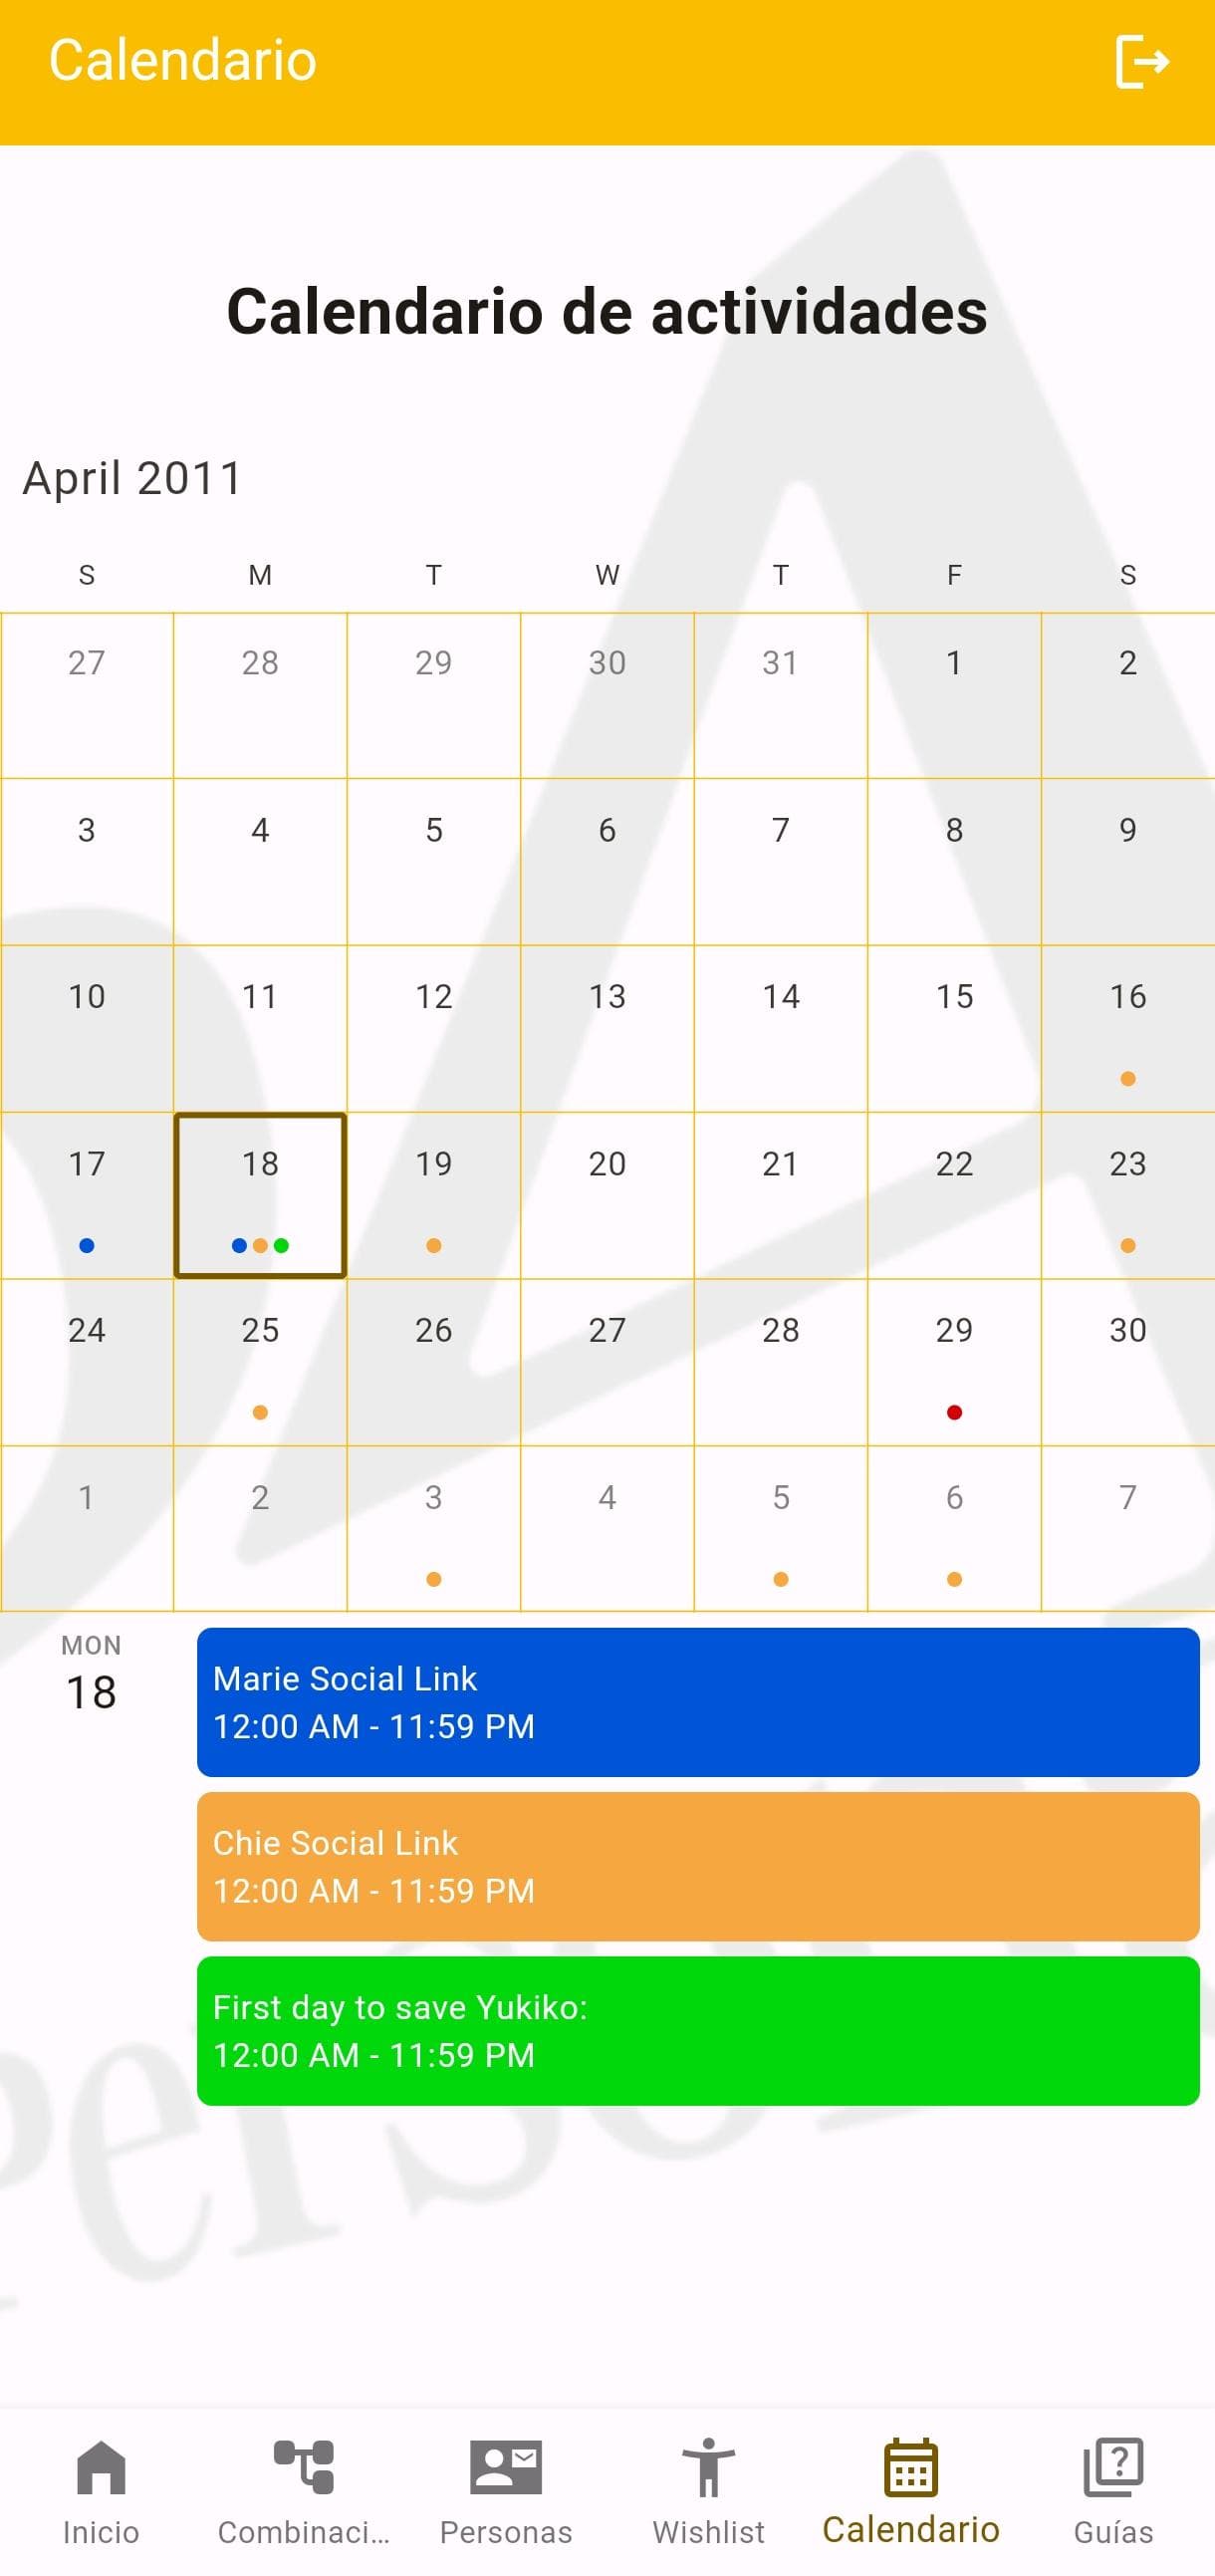 Calendario
Calendario de actividades
April 2011
S M T W T F S
27 28 29 30 31 1 2
3 4 5 6 7 8 9
10 11 12 13 14 15 16
17 18 19 20 21 22 23
24 25 26 27 28 29 30
1 2 3 4 5 6 7
MON
18
Marie Social Link
12:00 AM - 11:59 PM
Chie Social Link
12:00 AM - 11:59 PM
First day to save Yukiko:
12:00 AM - 11:59 PM
Inicio Combinaci... Personas Wishlist Calendario Guías